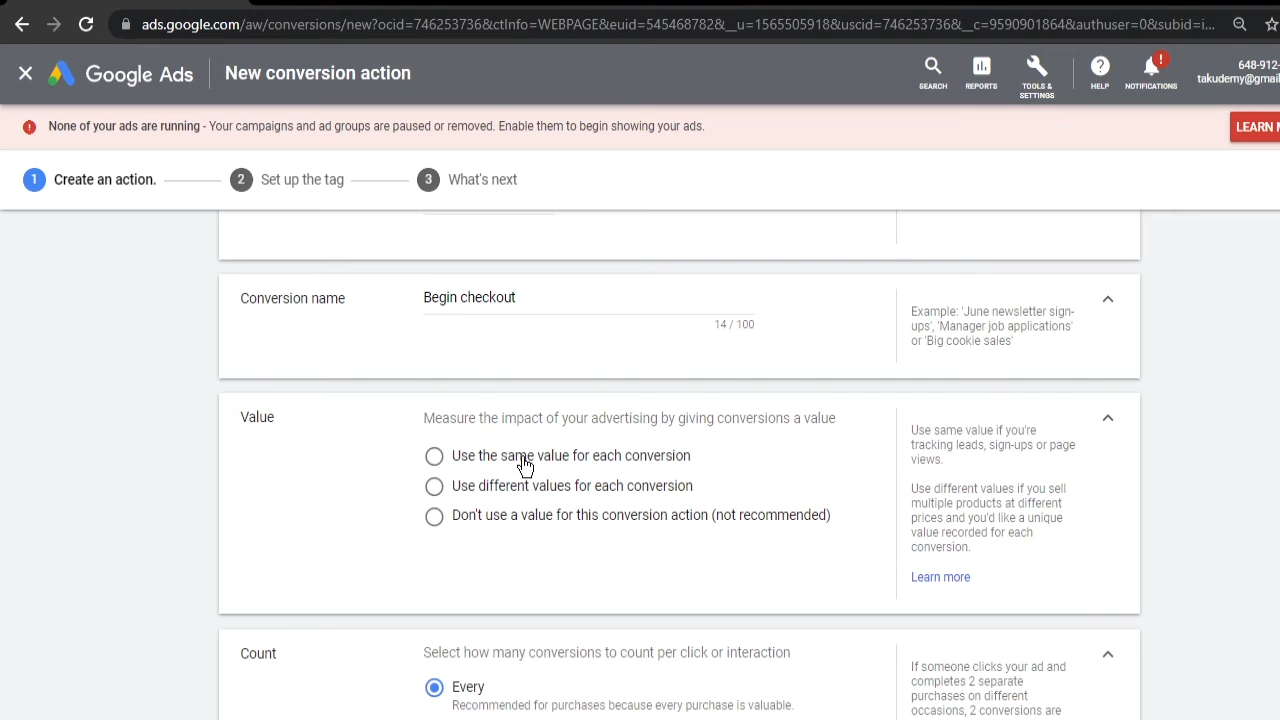 ads.google.com/aw/conversions/new?ocid=746253736&ctInfo=WEBPAGE&euid=545468782&__u=1565505918&uscid=746253736&__c=9590901864&authuser=0&subid=i...
Google Ads
New conversion action
SEARCH
REPORTS
TOOLS &
SETTINGS
HELP
!
NOTIFICATIONS
648-912-
takudemy@gmail
None of your ads are running - Your campaigns and ad groups are paused or removed. Enable them to begin showing your ads.
LEARN M
1 Create an action.
2 Set up the tag
3 What's next
Conversion name
Begin checkout
14 / 100
Example: 'June newsletter sign-
ups', 'Manager job applications'
or 'Big cookie sales'
Value
Measure the impact of your advertising by giving conversions a value
Use the same value for each conversion
Use different values for each conversion
Don't use a value for this conversion action (not recommended)
Use same value if you're
tracking leads, sign-ups or page
views.
Use different values if you sell
multiple products at different
prices and you'd like a unique
value recorded for each
conversion.
Learn more
Count
Select how many conversions to count per click or interaction
Every
Recommended for purchases because every purchase is valuable.
If someone clicks your ad and
completes 2 separate
purchases on different
occasions, 2 conversions are